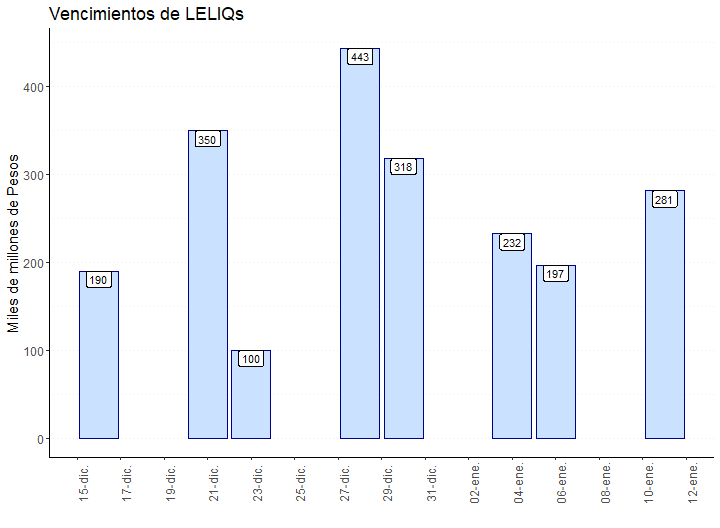 Vencimientos de LELIQs
Miles de millones de Pesos
400
300
200
100
0
190
350
100
443
318
232
197
281
15-dic.
17-dic.
19-dic.
21-dic.
23-dic.
25-dic.
27-dic.
29-dic.
31-dic.
02-ene.
04-ene.
06-ene.
08-ene.
10-ene.
12-ene.